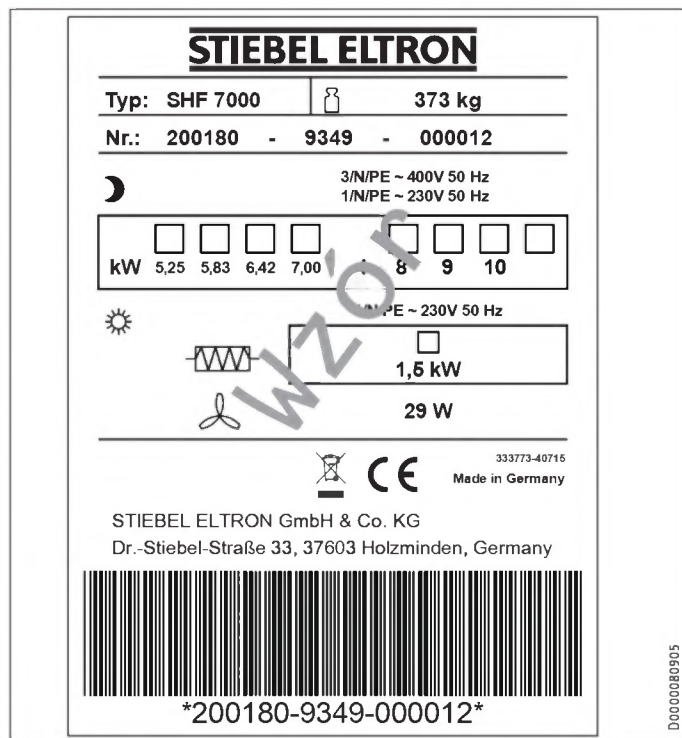 STIEBEL ELTRON
Typ: SHF 7000 373 kg
Nr.: 200180 - 9349 - 000012
3/N/PE ~ 400V 50 Hz
1/N/PE ~ 230V 50 Hz
kW 5,25 5,83 6,42 7,00 8 9 10
/N/PE ~ 230V 50 Hz
1,5 kW
29 W
Wzór
CE
333773-40715
Made in Germany
STIEBEL ELTRON GmbH & Co. KG
Dr.-Stiebel-Straße 33, 37603 Holzminden, Germany
*200180-9349-000012*
D0000080905